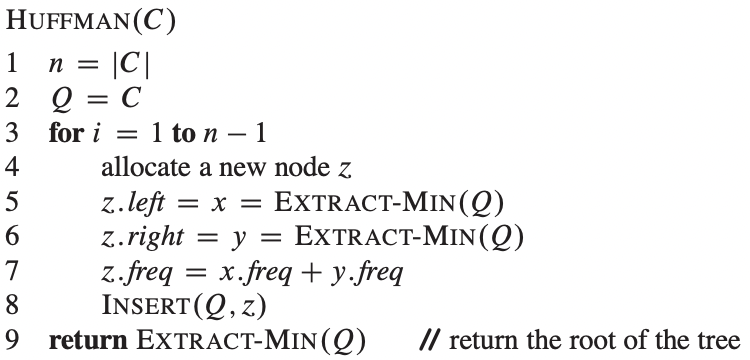 HUFFMAN(C)
1 n = |C|
2 Q = C
3 for i = 1 to n – 1
4 allocate a new node z
5 z.left = x = EXTRACT-MIN(Q)
6 z.right = y = EXTRACT-MIN(Q)
7 z.freq = x.freq + y.freq
8 INSERT(Q, z)
9 return EXTRACT-MIN(Q) // return the root of the tree